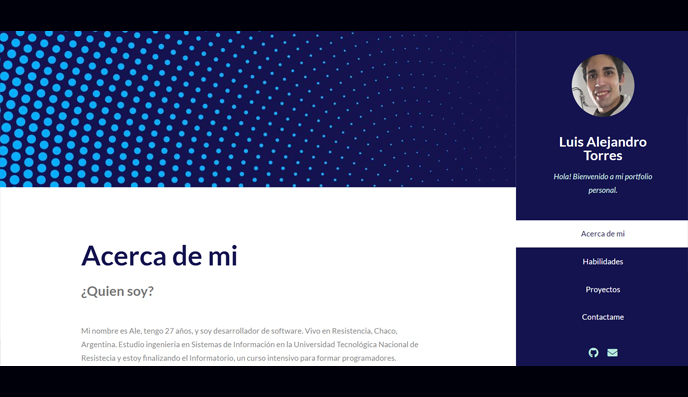 Luis Alejandro
Torres
Hola! Bienvenido a mi portfolio
personal.
Acerca de mi
Habilidades
Proyectos
Contactame
Acerca de mi
¿Quien soy?
Mi nombre es Ale, tengo 27 años, y soy desarrollador de software. Vivo en Resistencia, Chaco,
Argentina. Estudio ingenieria en Sistemas de Información en la Universidad Tecnológica Nacional de
Resistecia y estoy finalizando el Informatorio, un curso intensivo para formar programadores.